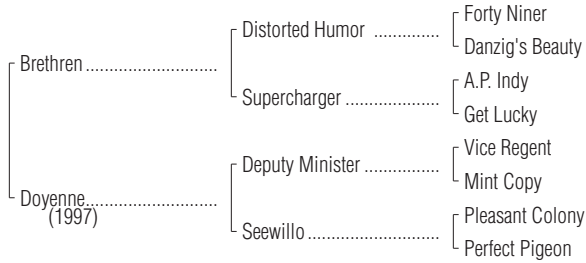 Forty Niner
Distorted Humor ..............
Danzig's Beauty
Brethren .............................
A.P. Indy
Supercharger ....................
Get Lucky
Vice Regent
Deputy Minister ................
Mint Copy
Doyenne.............................
(1997)
Pleasant Colony
Seewillo............................
Perfect Pigeon